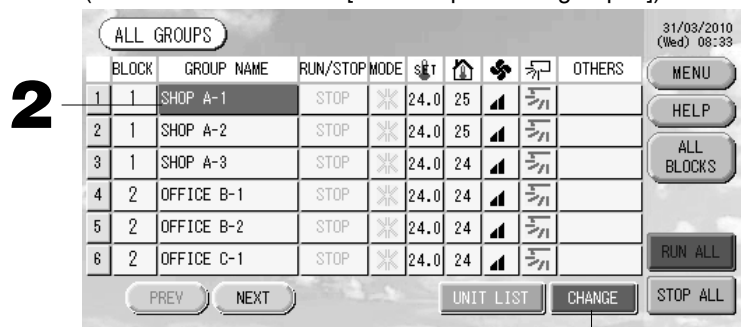 ALL GROUPS
31/03/2010
(Wed) 08:33
BLOCK GROUP NAME RUN/STOP MODE SET OTHERS
MENU
2
1 1 SHOP A-1 STOP 24.0 25
HELP
2 1 SHOP A-2 STOP 24.0 25
ALL
BLOCKS
3 1 SHOP A-3 STOP 24.0 24
4 2 OFFICE B-1 STOP 24.0 24
5 2 OFFICE B-2 STOP 24.0 24
6 2 OFFICE C-1 STOP 24.0 24
RUN ALL
PREV NEXT UNIT LIST CHANGE STOP ALL